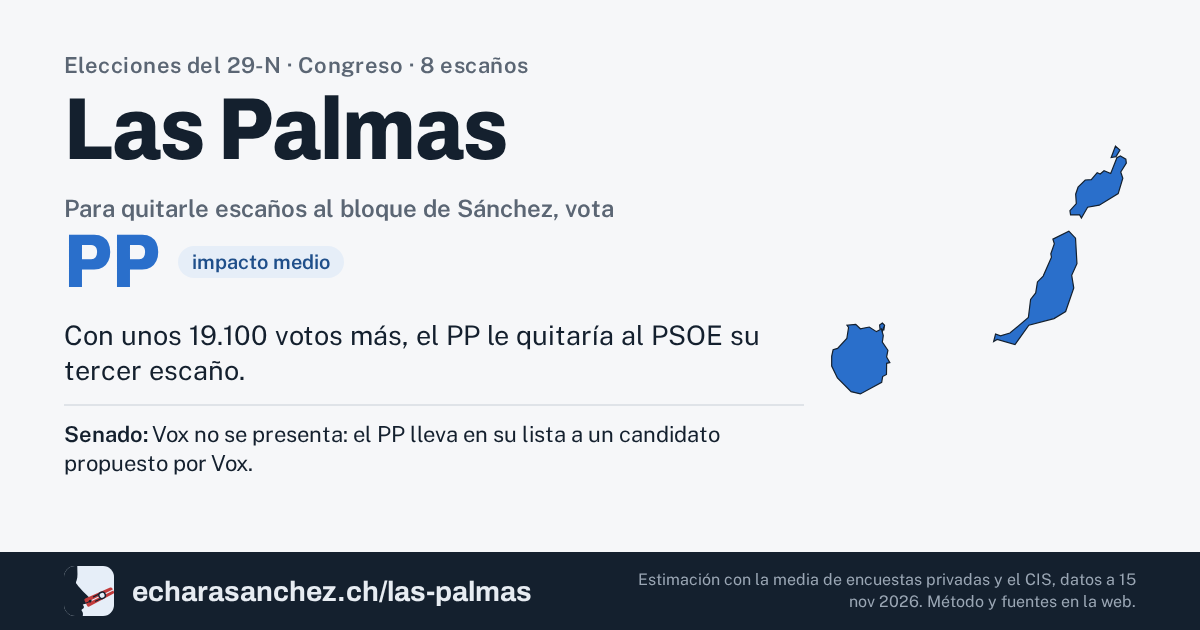 Elecciones del 29-N · Congreso · 8 escaños
Las Palmas
Para quitarle escaños al bloque de Sánchez, vota
PP
impacto medio
Con unos 19.100 votos más, el PP le quitaría al PSOE su
tercer escaño.
Senado: Vox no se presenta: el PP lleva en su lista a un candidato
propuesto por Vox.
echarasanchez.ch/las-palmas
Estimación con la media de encuestas privadas y el CIS, datos a 15
nov 2026. Método y fuentes en la web.